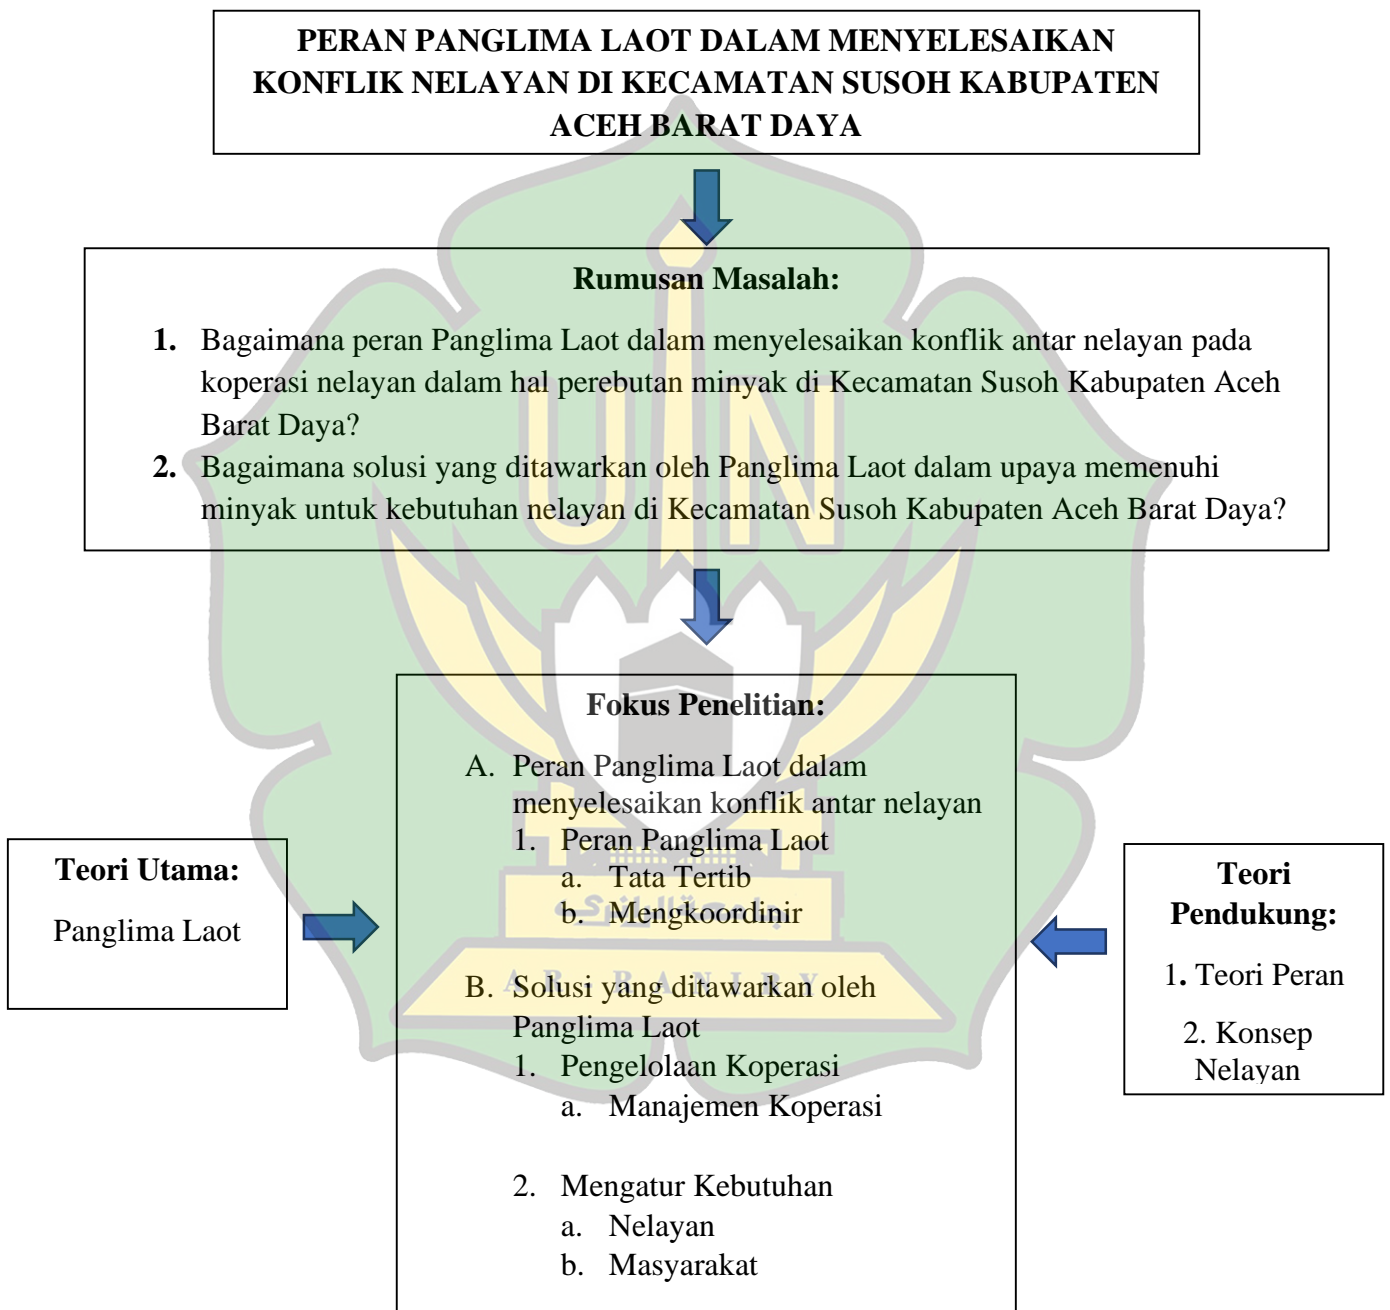 PERAN PANGLIMA LAOT DALAM MENYELESAIKAN
KONFLIK NELAYAN DI KECAMATAN SUSOH KABUPATEN
ACEH BARAT DAYA
Rumusan Masalah:
1. Bagaimana peran Panglima Laot dalam menyelesaikan konflik antar nelayan pada
koperasi nelayan dalam hal perebutan minyak di Kecamatan Susoh Kabupaten Aceh
Barat Daya?
2. Bagaimana solusi yang ditawarkan oleh Panglima Laot dalam upaya memenuhi
minyak untuk kebutuhan nelayan di Kecamatan Susoh Kabupaten Aceh Barat Daya?
UIN
Fokus Penelitian:
A. Peran Panglima Laot dalam
menyelesaikan konflik antar nelayan
1. Peran Panglima Laot
a. Tata Tertib
b. Mengkoordinir
جامعة الرانري
AR-RANIRY
B. Solusi yang ditawarkan oleh
Panglima Laot
1. Pengelolaan Koperasi
a. Manajemen Koperasi
2. Mengatur Kebutuhan
a. Nelayan
b. Masyarakat
Teori Utama:
Panglima Laot
Teori
Pendukung:
1. Teori Peran
2. Konsep
Nelayan